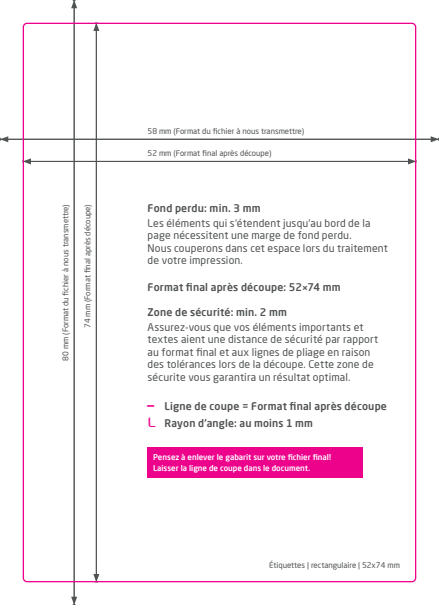 58 mm (Format du fichier à nous transmettre)
52 mm (Format final après découpe)
80 mm (Format du fichier à nous transmettre)
74 mm (Format final après découpe)
Fond perdu: min. 3 mm
Les éléments qui s'étendent jusqu'au bord de la
page nécessitent une marge de fond perdu.
Nous couperons dans cet espace lors du traitement
de votre impression.
Format final après découpe: 52×74 mm
Zone de sécurité: min. 2 mm
Assurez-vous que vos éléments importants et
textes aient une distance de sécurité par rapport
au format final et aux lignes de pliage en raison
des tolérances lors de la découpe. Cette zone de
sécurite vous garantira un résultat optimal.
Ligne de coupe = Format final après découpe
Rayon d'angle: au moins 1 mm
Pensez à enlever le gabarit sur votre fichier final!
Laisser la ligne de coupe dans le document.
Étiquettes | rectangulaire | 52x74 mm